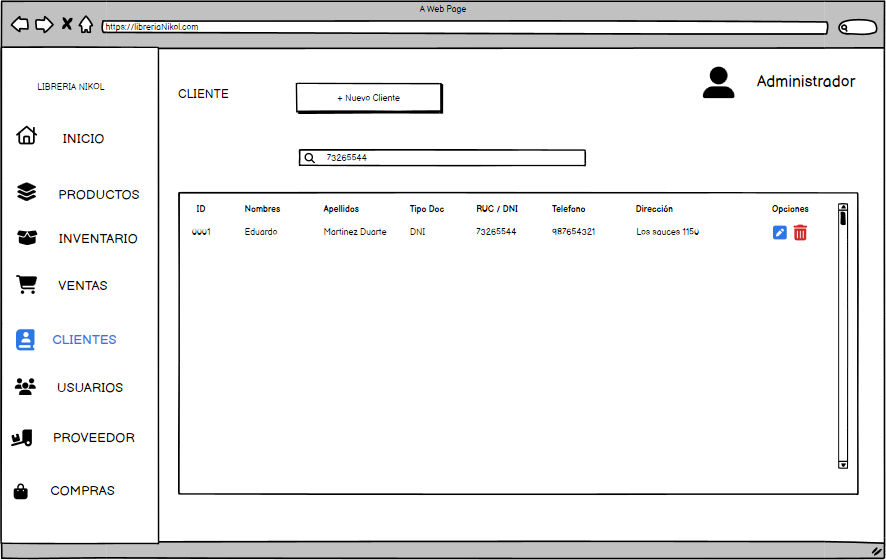 A Web Page
https://libreriaNikol.com
LIBRERIA NIKOL
INICIO
PRODUCTOS
INVENTARIO
VENTAS
CLIENTES
USUARIOS
PROVEEDOR
COMPRAS
CLIENTE
+ Nuevo Cliente
Administrador
73265544
ID Nombres Apellidos Tipo Doc RUC / DNI Telefono Dirección Opciones
0001 Eduardo Martinez Duarte DNI 73265544 987654321 Los sauces 1150